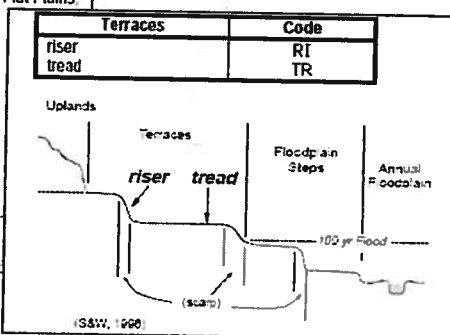 Flat Plains,
Terraces Code
riser RI
tread TR
Uplands
Terraces
Floodplain
Steps
Annual
Floodplain
riser tread
100 yr Flood
(scarp)
(S&W, 1996)